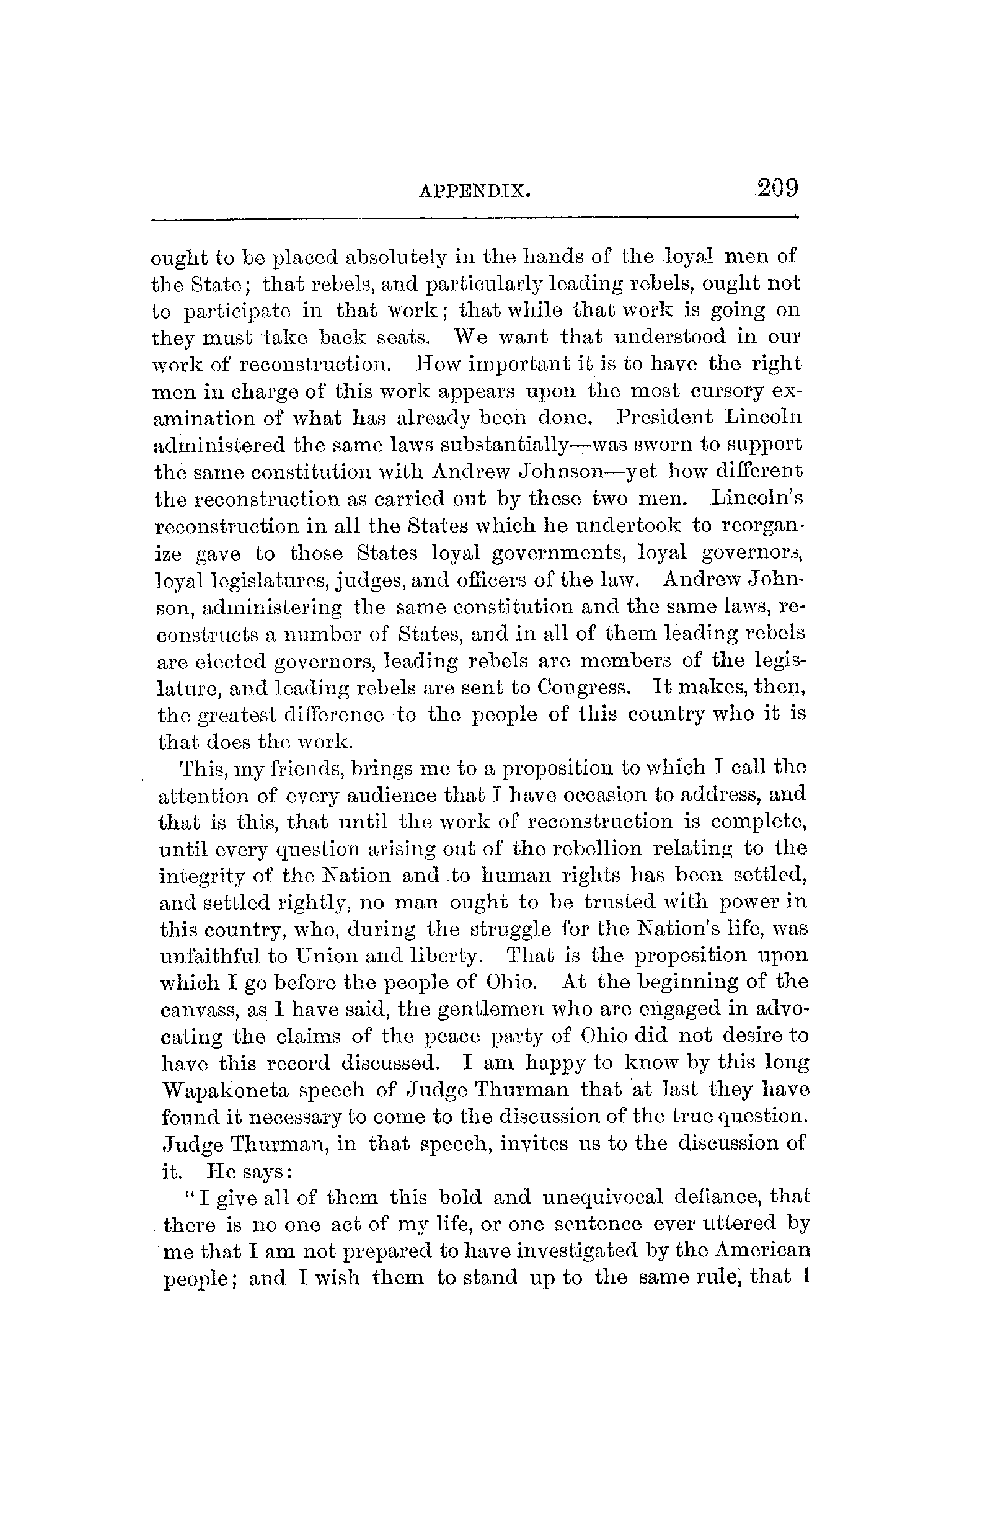 APPENDIX. 209
ought to be placed absolutely in the hands of the loyal men of
the State; that rebels, and particularly leading rebels, ought not
to participate in that work; that while that work is going on
they must take back seats. We want that understood in our
work of reconstruction. How important it is to have the right
men in charge of this work appears upon the most cursory ex-
amination of what has already been done. President Lincoln
administered the same laws substantially—was sworn to support
the same constitution with Andrew Johnson—yet how different
the reconstruction as carried out by these two men. Lincoln's
reconstruction in all the States which he undertook to reorgan-
ize gave to those States loyal governments, loyal governors,
loyal legislatures, judges, and officers of the law. Andrew John-
son, administering the same constitution and the same laws, re-
constructs a number of States, and in all of them leading rebels
are elected governors, leading rebels are members of the legis-
lature, and leading rebels are sent to Congress. It makes, then,
the greatest difference to the people of this country who it is
that does the work.
This, my friends, brings me to a proposition to which I call the
attention of every audience that I have occasion to address, and
that is this, that until the work of reconstruction is complete,
until every question arising out of the rebellion relating to the
integrity of the Nation and to human rights has been settled,
and settled rightly, no man ought to be trusted with power in
this country, who, during the struggle for the Nation's life, was
unfaithful to Union and liberty. That is the proposition upon
which I go before the people of Ohio. At the beginning of the
canvass, as I have said, the gentlemen who are engaged in advo-
cating the claims of the peace party of Ohio did not desire to
have this record discussed. I am happy to know by this long
Wapakoneta speech of Judge Thurman that at last they have
found it necessary to come to the discussion of the true question.
Judge Thurman, in that speech, invites us to the discussion of
it. He says:
"I give all of them this bold and unequivocal defiance, that
there is no one act of my life, or one sentence ever uttered by
me that I am not prepared to have investigated by the American
people; and I wish them to stand up to the same rule, that I